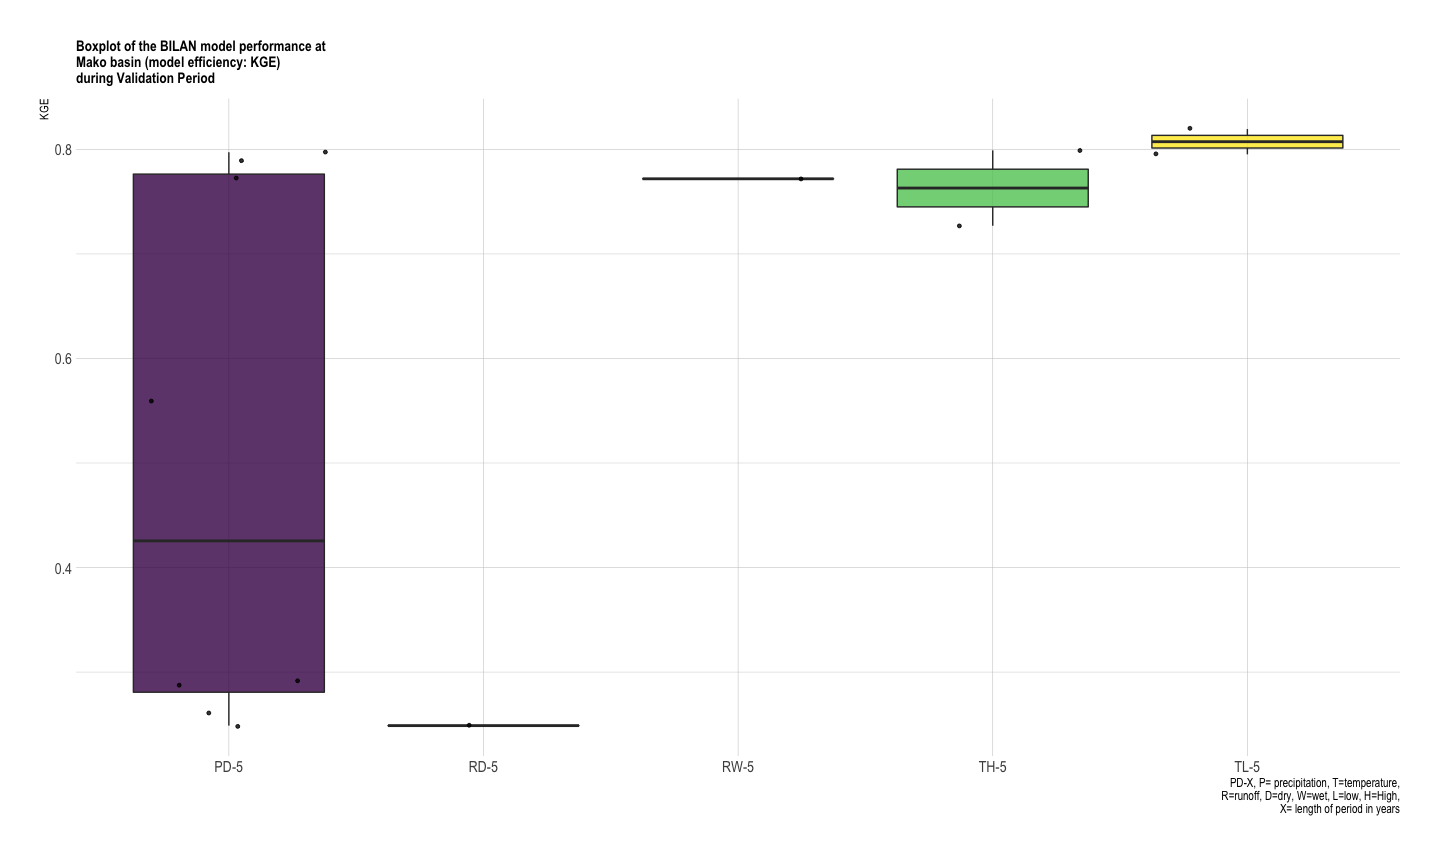 Boxplot of the BILAN model performance at
Mako basin (model efficiency: KGE)
during Validation Period
KGE
0.8
0.6
0.4
PD-5 RD-5 RW-5 TH-5 TL-5
PD-X, P= precipitation, T=temperature,
R=runoff, D=dry, W=wet, L=low, H=High,
X= length of period in years